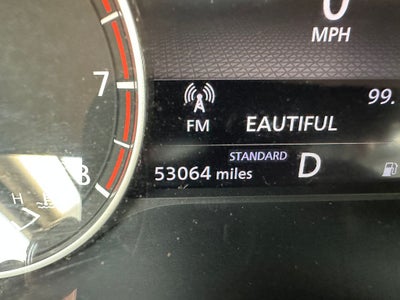 0
MPH
7
99.
FM EAUTIFUL
STANDARD D
8 53064 miles
H